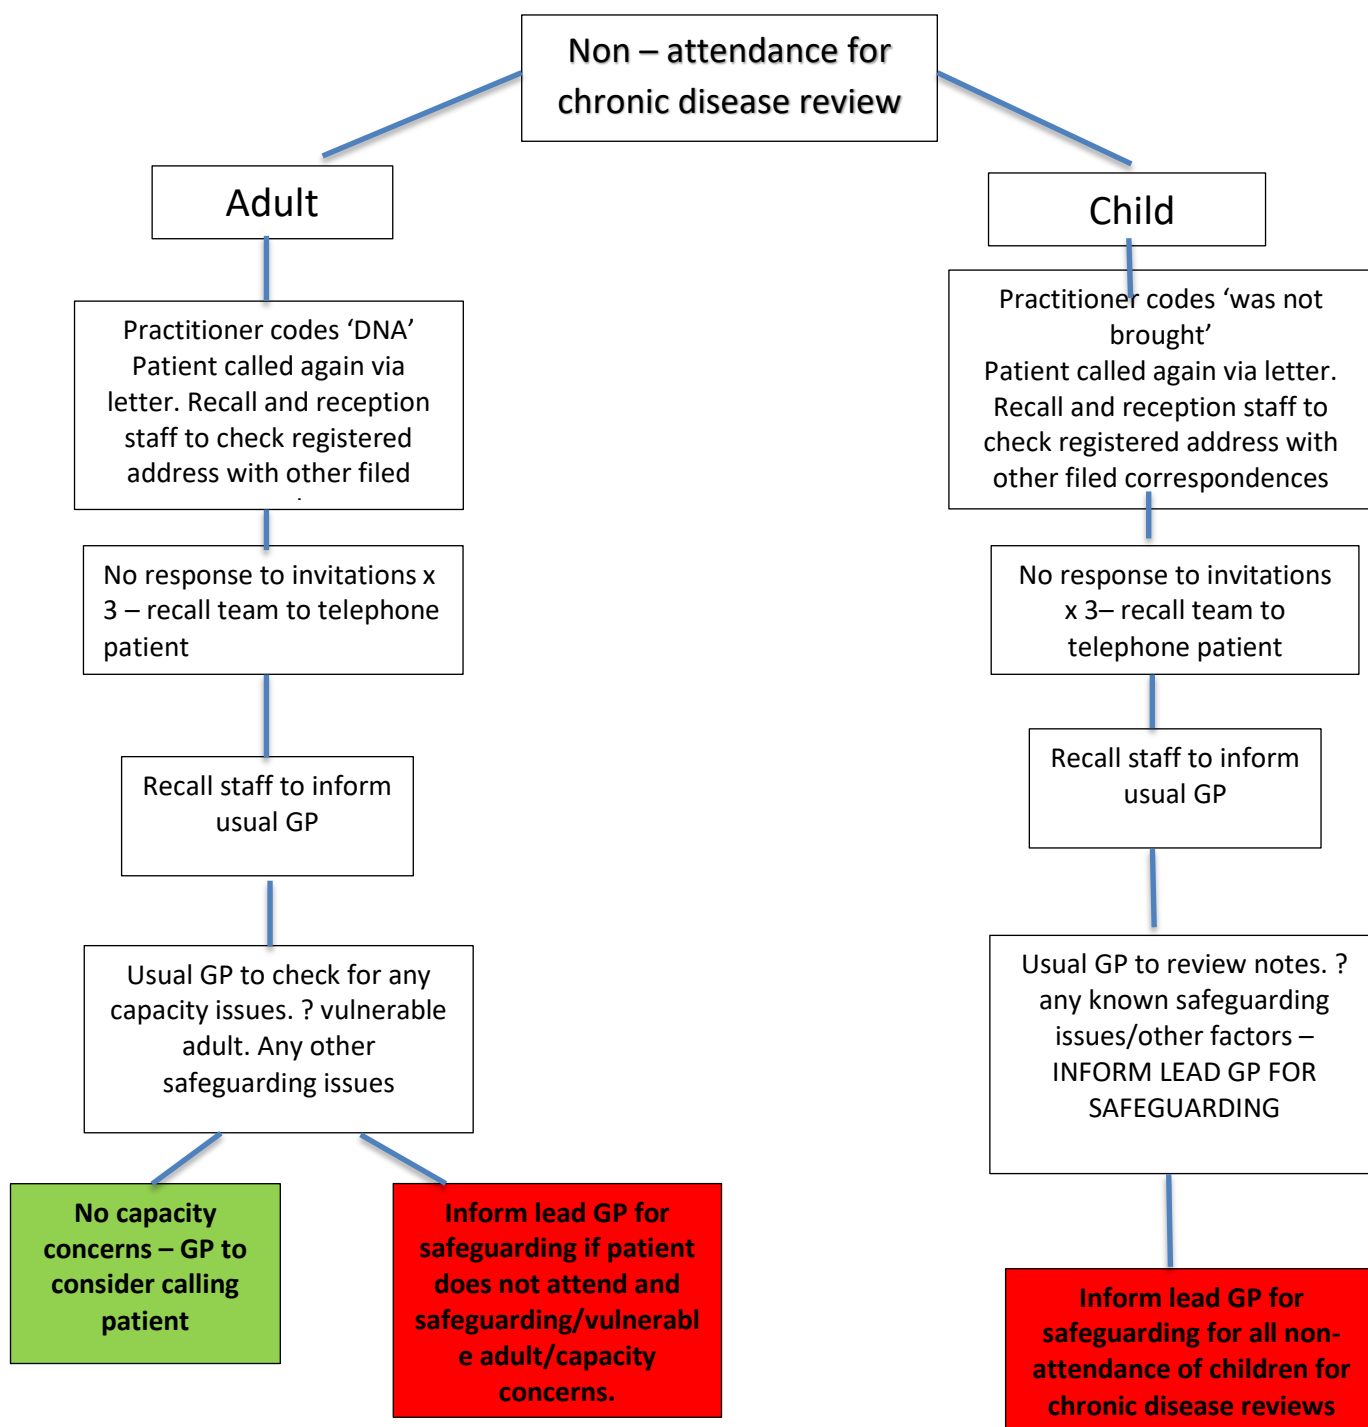 Non – attendance for
chronic disease review
Adult
Practitioner codes ‘DNA’
Patient called again via
letter. Recall and reception
staff to check registered
address with other filed
No response to invitations x
3 – recall team to telephone
patient
Recall staff to inform
usual GP
Usual GP to check for any
capacity issues. ? vulnerable
adult. Any other
safeguarding issues
No capacity
concerns – GP to
consider calling
patient
Inform lead GP for
safeguarding if patient
does not attend and
safeguarding/vulnerabl
e adult/capacity
concerns.
Child
Practitioner codes ‘was not
brought’
Patient called again via letter.
Recall and reception staff to
check registered address with
other filed correspondences
No response to invitations
x 3– recall team to
telephone patient
Recall staff to inform
usual GP
Usual GP to review notes. ?
any known safeguarding
issues/other factors –
INFORM LEAD GP FOR
SAFEGUARDING
Inform lead GP for
safeguarding for all non-
attendance of children for
chronic disease reviews